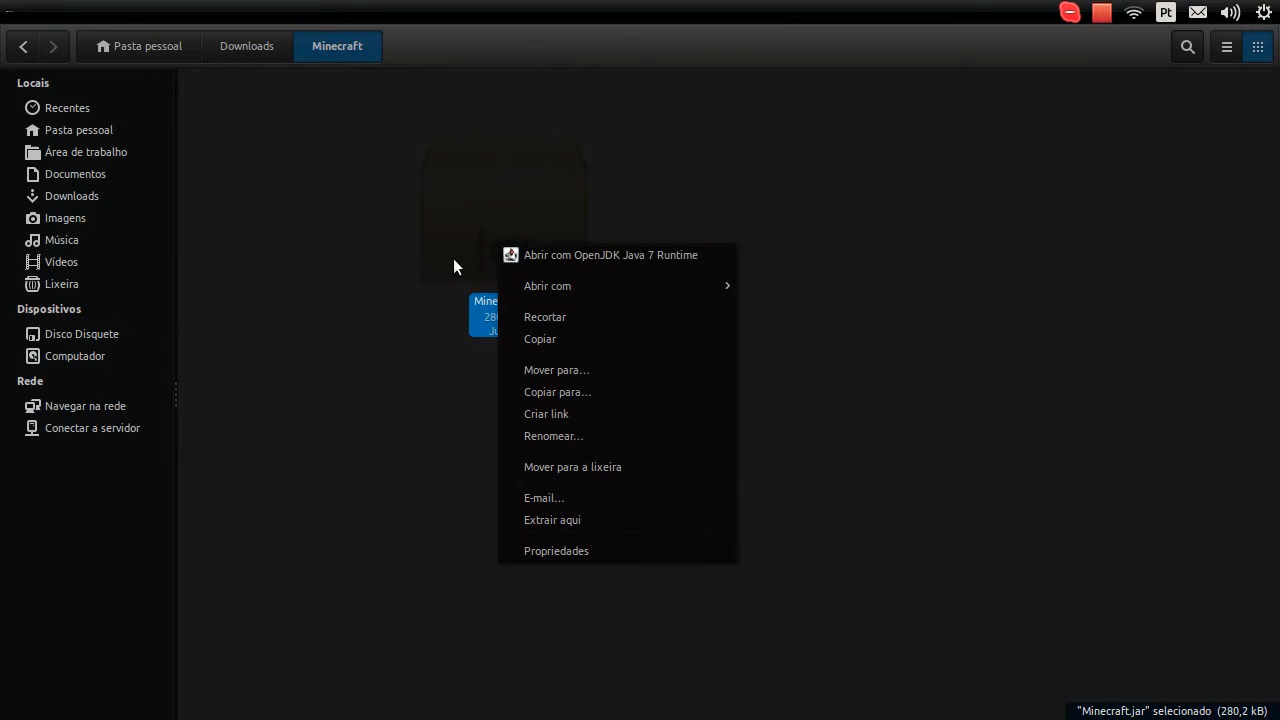 Pt
Pasta pessoal
Downloads
Minecraft
Locais
Recentes
Pasta pessoal
Área de trabalho
Documentos
Downloads
Imagens
Música
Vídeos
Lixeira
Dispositivos
Disco Disquete
Computador
Rede
Navegar na rede
Conectar a servidor
Abrir com OpenJDK Java 7 Runtime
Abrir com
Recortar
Copiar
Mover para...
Copiar para...
Criar link
Renomear...
Mover para a lixeira
E-mail...
Extrair aqui
Propriedades
"Minecraft.jar" selecionado (280,2 kB)